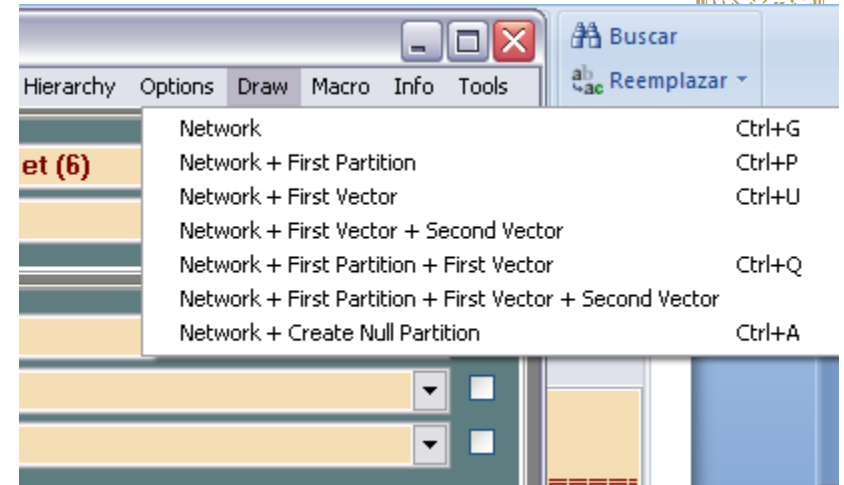 Buscar
Hierarchy Options Draw Macro Info Tools
ab ac Reemplazar
Network Ctrl+G
et (6)
Network + First Partition Ctrl+P
Network + First Vector Ctrl+U
Network + First Vector + Second Vector
Network + First Partition + First Vector Ctrl+Q
Network + First Partition + First Vector + Second Vector
Network + Create Null Partition Ctrl+A